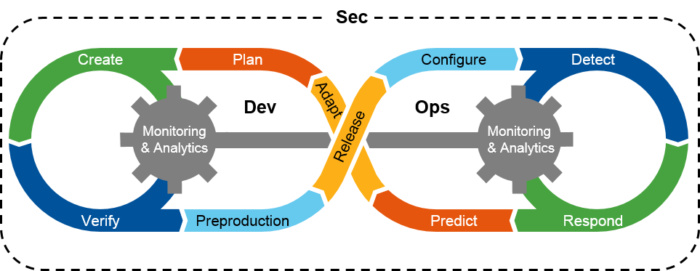 Sec
Create
Plan
Configure
Detect
Adapt
Dev
Ops
Release
Monitoring
& Analytics
Monitoring
& Analytics
Verify
Preproduction
Predict
Respond